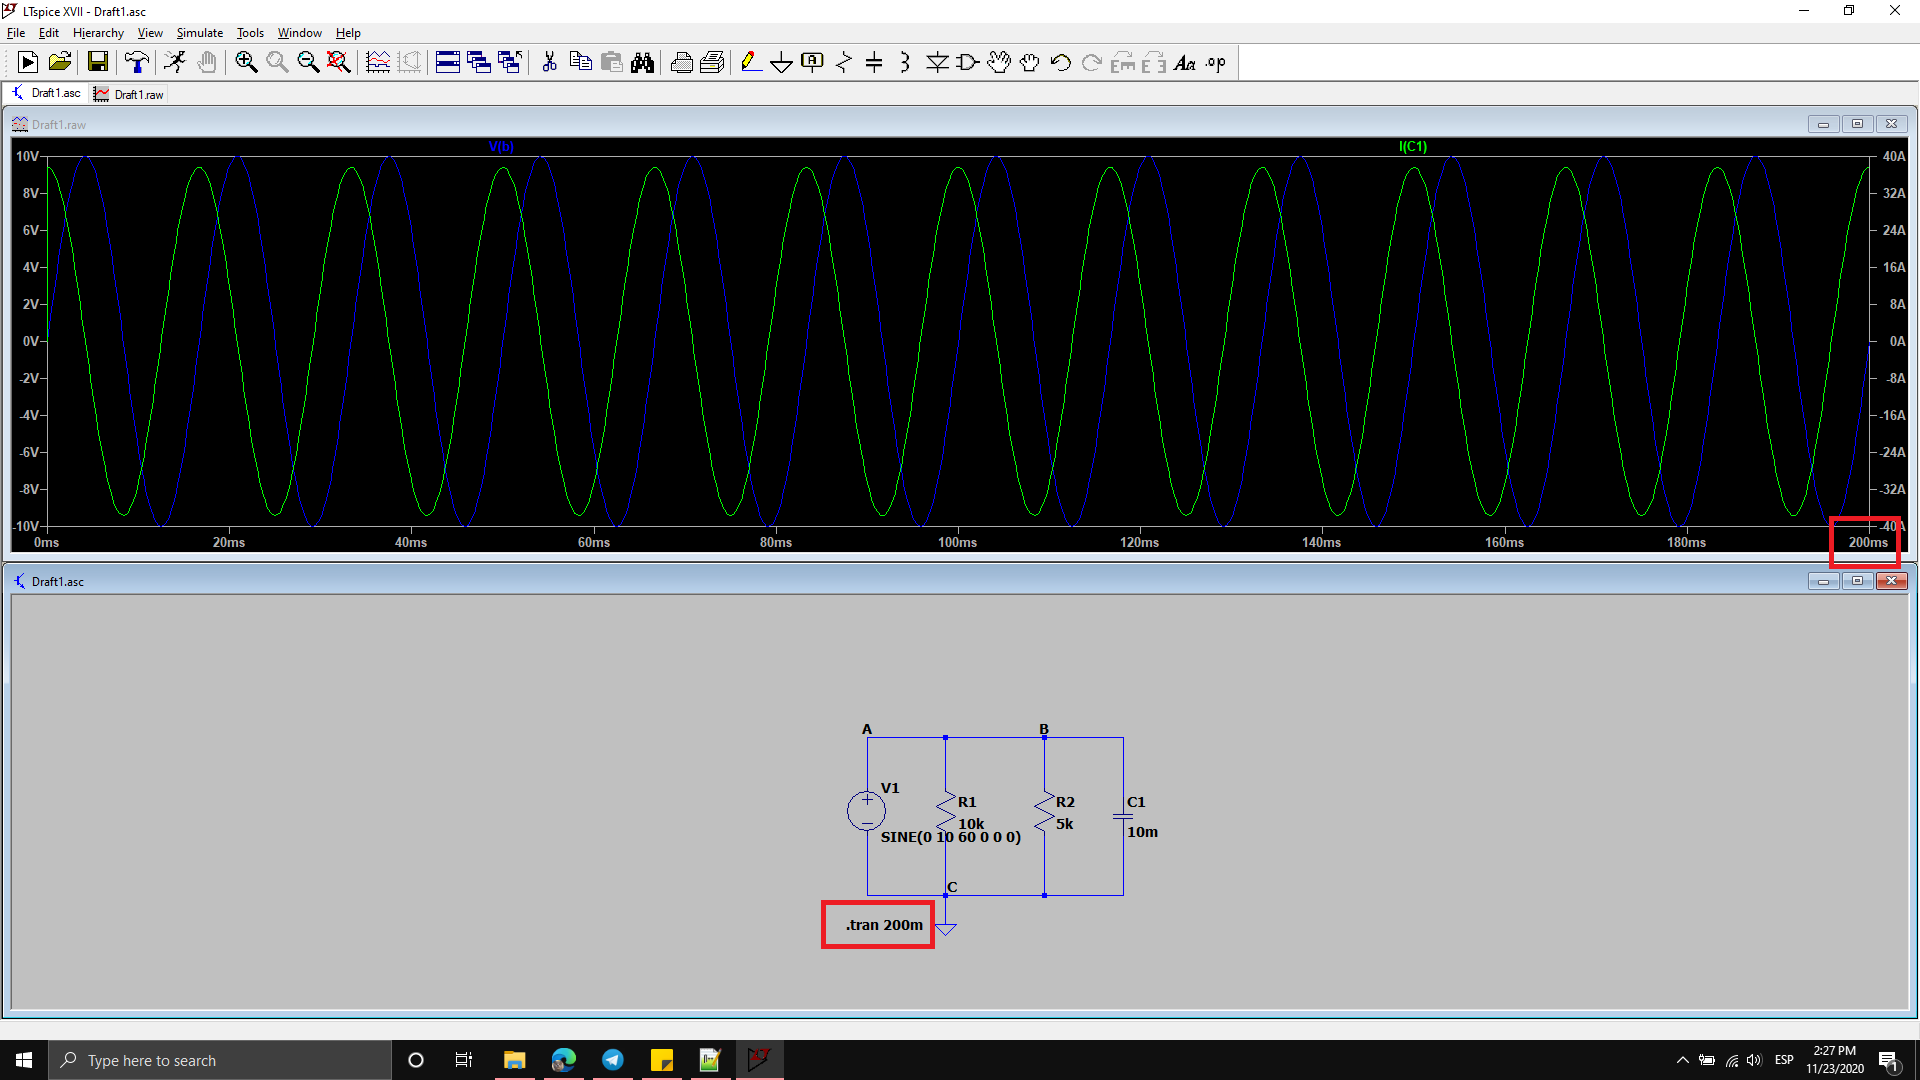 LTspice XVII - Draft1.asc
File Edit Hierarchy View Simulate Tools Window Help
A Aa .op
Draft1.asc Draft1.raw
Draft1.raw
V(b) I(C1)
10V 40A
8V 32A
6V 24A
4V 16A
2V 8A
0V 0A
-2V -8A
-4V -16A
-6V -24A
-8V -32A
-10V -40A
0ms 20ms 40ms 60ms 80ms 100ms 120ms 140ms 160ms 180ms 200ms
Draft1.asc
A B
V1
R1 R2 C1
10k 5k 10m
SINE(0 10 60 0 0 0)
C
.tran 200m
Type here to search
ESP
2:27 PM
11/23/2020
1